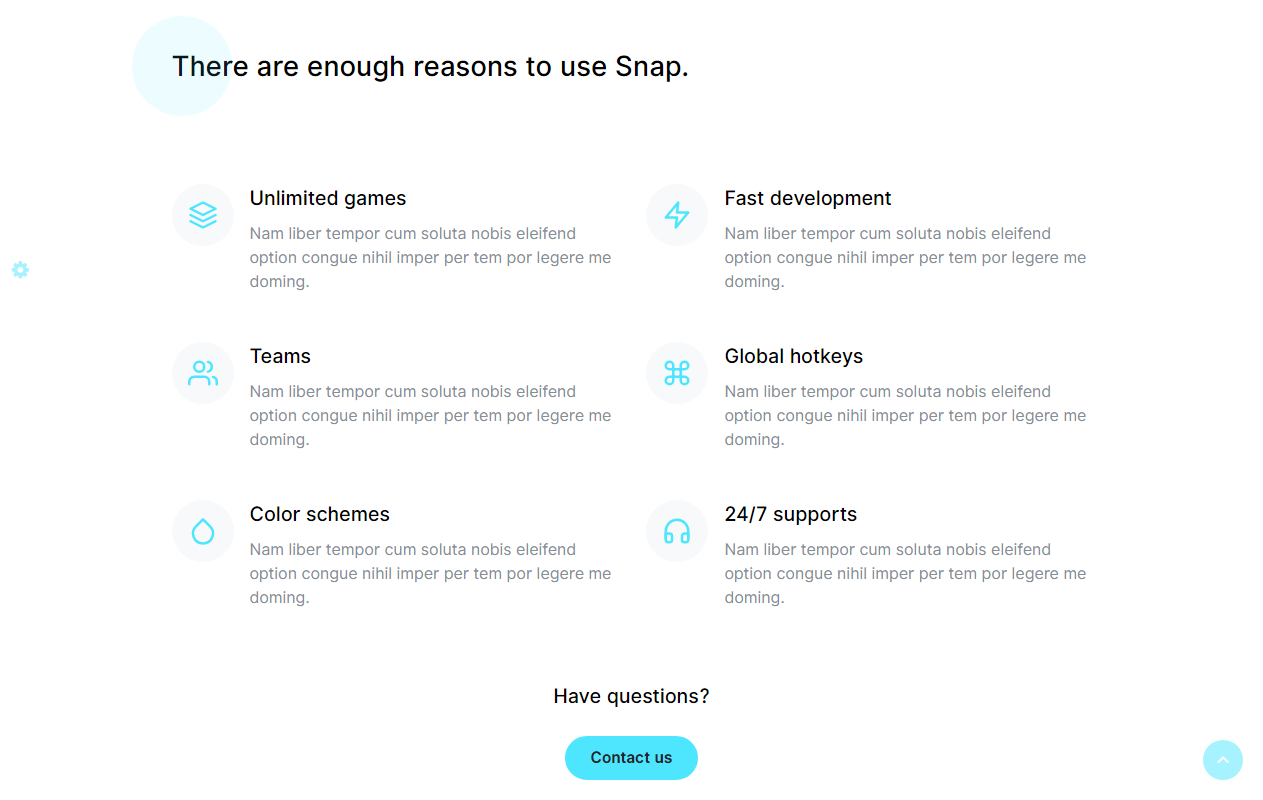 There are enough reasons to use Snap.
Unlimited games
Nam liber tempor cum soluta nobis eleifend
option congue nihil imper per tem por legere me
doming.
Fast development
Nam liber tempor cum soluta nobis eleifend
option congue nihil imper per tem por legere me
doming.
Teams
Nam liber tempor cum soluta nobis eleifend
option congue nihil imper per tem por legere me
doming.
Global hotkeys
Nam liber tempor cum soluta nobis eleifend
option congue nihil imper per tem por legere me
doming.
Color schemes
Nam liber tempor cum soluta nobis eleifend
option congue nihil imper per tem por legere me
doming.
24/7 supports
Nam liber tempor cum soluta nobis eleifend
option congue nihil imper per tem por legere me
doming.
Have questions?
Contact us